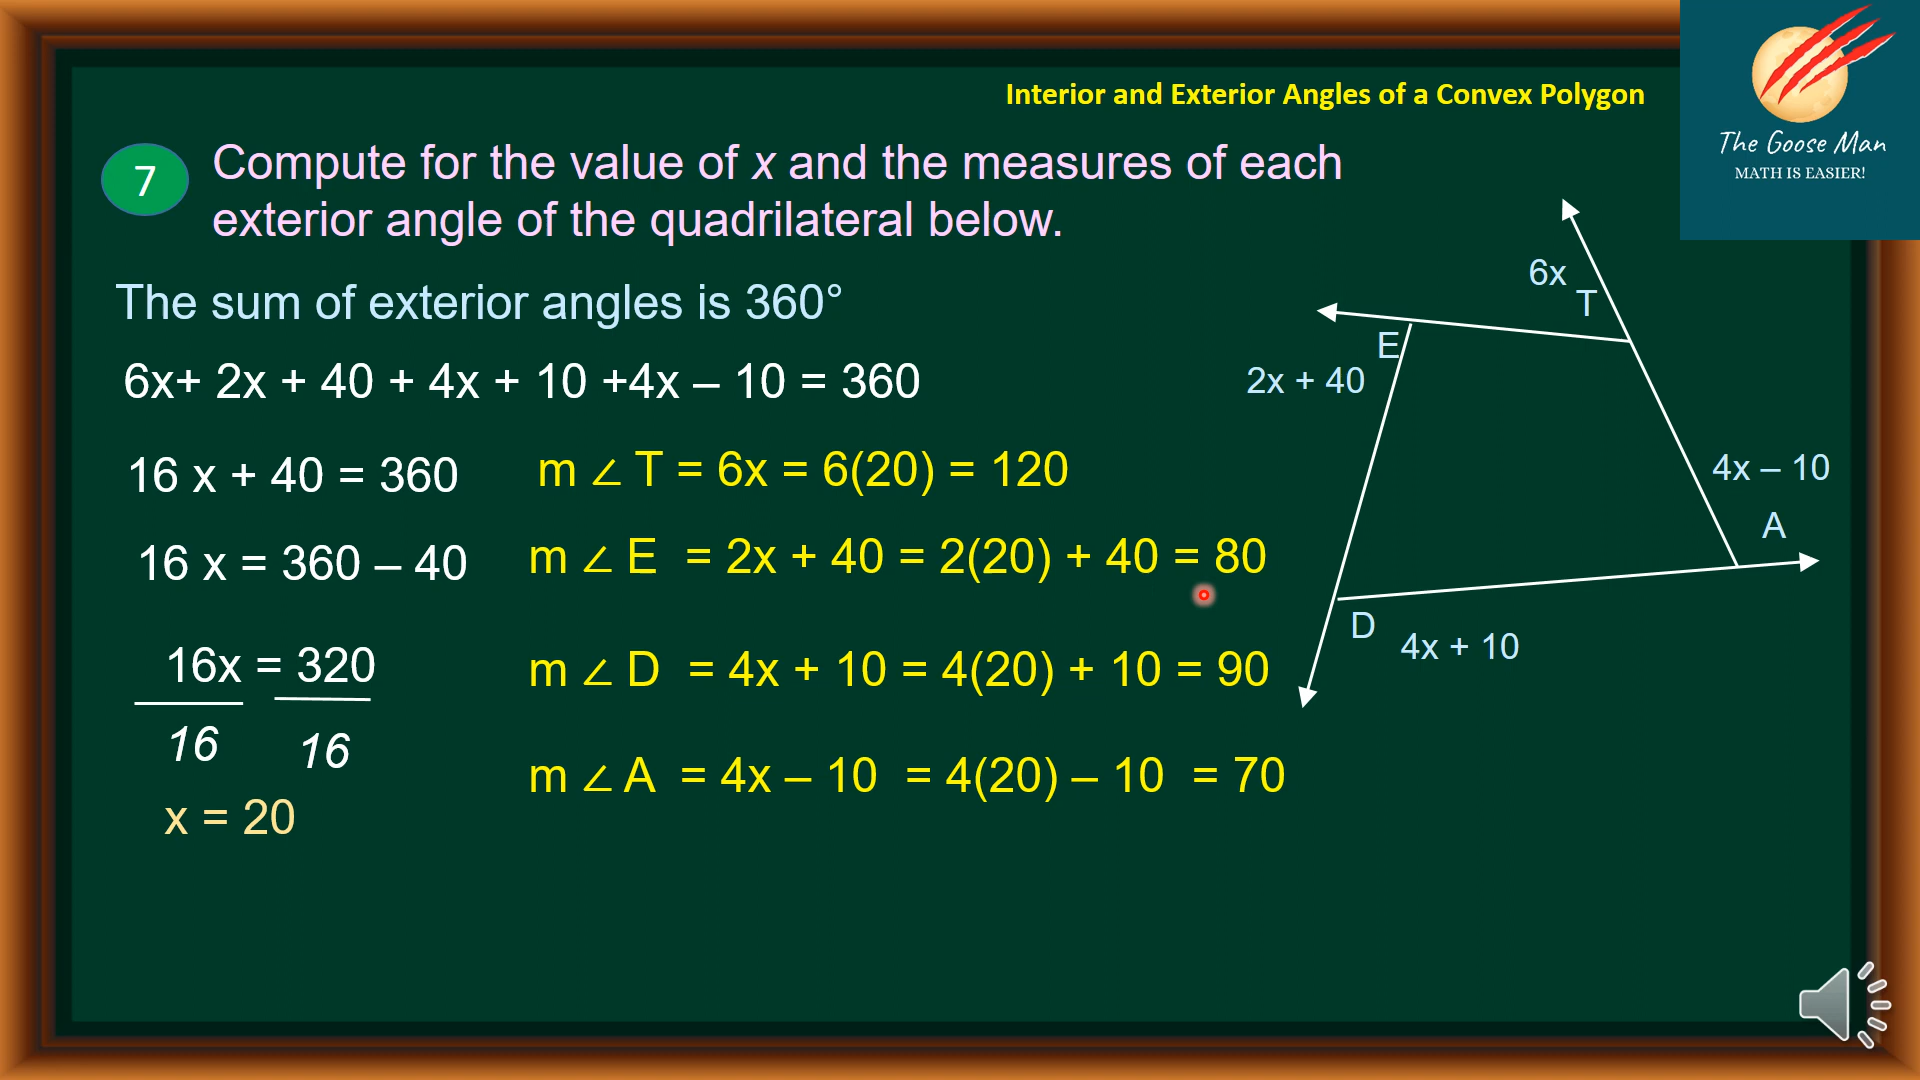 Interior and Exterior Angles of a Convex Polygon
The Goose Man
MATH IS EASIER!
7
Compute for the value of x and the measures of each
exterior angle of the quadrilateral below.
The sum of exterior angles is 360°
6x+ 2x + 40 + 4x + 10 +4x – 10 = 360
16 x + 40 = 360
16 x = 360 – 40
16x = 320
16 16
x = 20
m ∠ T = 6x = 6(20) = 120
m ∠ E = 2x + 40 = 2(20) + 40 = 80
m ∠ D = 4x + 10 = 4(20) + 10 = 90
m ∠ A = 4x – 10 = 4(20) – 10 = 70
6x
T
E
2x + 40
4x – 10
A
D
4x + 10